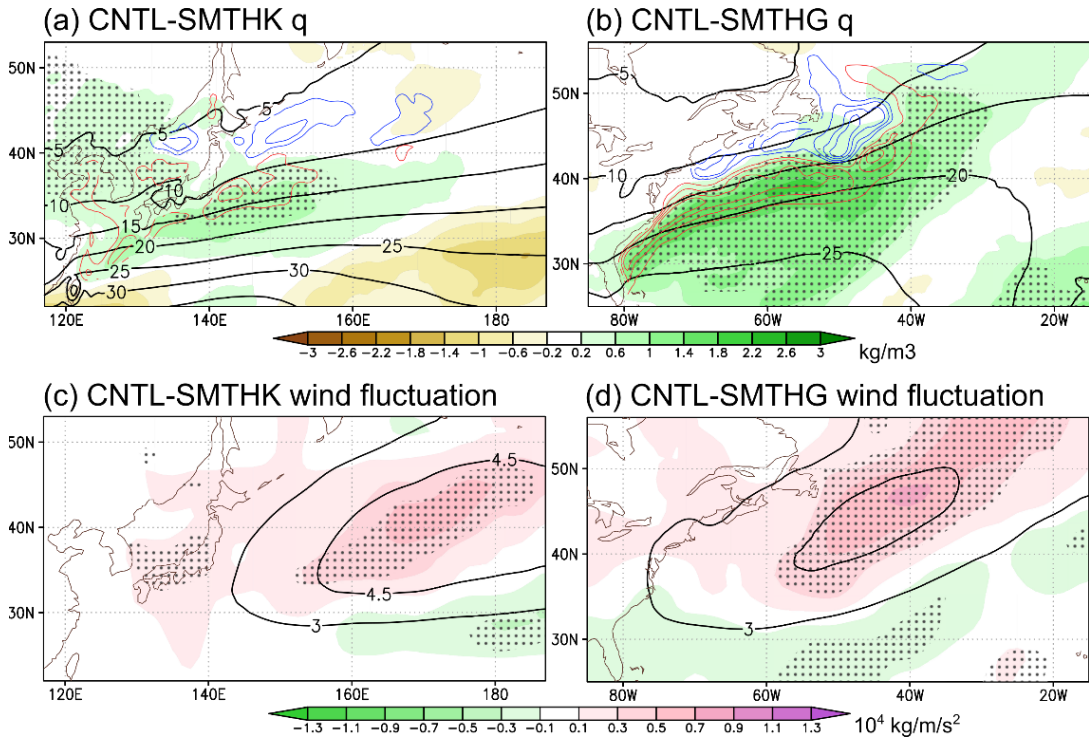 (a) CNTL-SMTHK q
(b) CNTL-SMTHG q
50N
40N
30N
5
5
10
10
15
20
25
25
30
30
120E 140E 160E 180
50N
40N
30N
5
10
20
25
80W 60W 40W 20W
−3 −2.6 −2.2 −1.8 −1.4 −1 −0.6 −0.2 0.2 0.6 1 1.4 1.8 2.2 2.6 3
kg/m3
(c) CNTL-SMTHK wind fluctuation
(d) CNTL-SMTHG wind fluctuation
50N
40N
30N
4.5
4.5
3
120E 140E 160E 180
50N
40N
30N
3
80W 60W 40W 20W
−1.3 −1.1 −0.9 −0.7 −0.5 −0.3 −0.1 0.1 0.3 0.5 0.7 0.9 1.1 1.3
10⁴ kg/m/s²